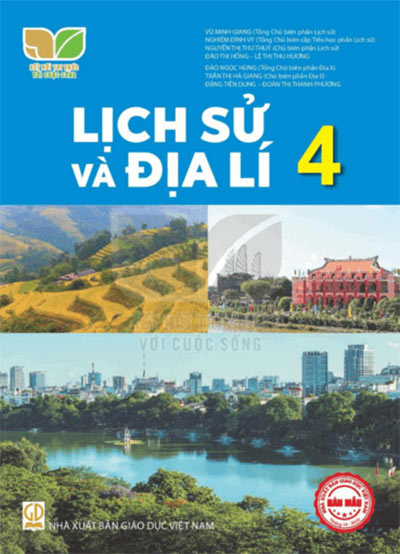 VŨ MINH GIANG (Tổng Chủ biên phần Lịch sử)
NGHIÊM ĐÌNH VỲ (Tổng Chủ biên cấp Tiểu học phần Lịch sử)
NGUYỄN THỊ THU THUỶ (Chủ biên phần Lịch sử)
ĐÀO THỊ HỒNG – LÊ THỊ THU HƯƠNG
ĐÀO NGỌC HÙNG (Tổng Chủ biên phần Địa lí)
TRẦN THỊ HÀ GIANG (Chủ biên phần Địa lí)
ĐẶNG TIÊN DUNG – ĐOÀN THỊ THANH PHƯƠNG
KẾT NỐI TRI THỨC
VỚI CUỘC SỐNG
LỊCH SỬ
VÀ ĐỊA LÍ 4
VỚI CUỘC SỐNG
BẢN MẪU
NHÀ XUẤT BẢN GIÁO DỤC VIỆT NAM